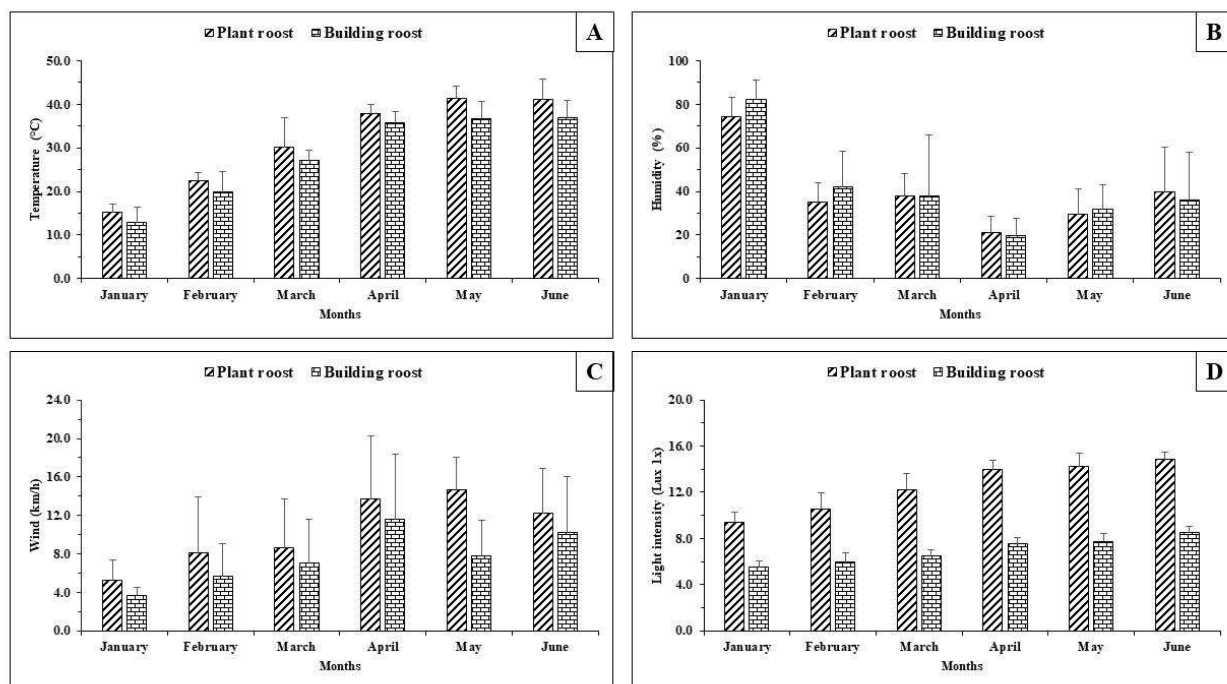 Plant roost Building roost
A
50.0
40.0
30.0
20.0
10.0
0.0
Temperature (°C)
January February March April May June
Months
Plant roost Building roost
B
100
80
60
40
20
0
Humidity (%)
January February March April May June
Months
Plant roost Building roost
C
24.0
20.0
16.0
12.0
8.0
4.0
0.0
Wind (km/h)
January February March April May June
Months
Plant roost Building roost
D
20.0
16.0
12.0
8.0
4.0
0.0
Light intensity (Lux 1x)
January February March April May June
Months